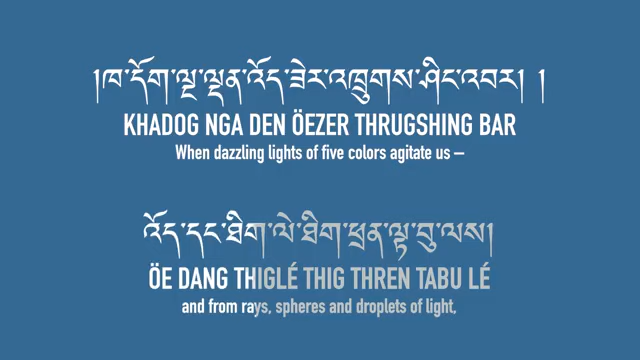 །ཁ་དོག་ལྔ་ལྡན་འོད་ཟེར་འཁྲུགས་ཤིང་འབར། །
KHADOG NGA DEN ÖEZER THRUGSHING BAR
When dazzling lights of five colors agitate us –
འོད་དང་ཐིག་ལེ་ཐིག་ཕྲན་ལྟ་བུ་ལས།
ÖE DANG THIGLÉ THIG THREN TABU LÉ
and from rays, spheres and droplets of light,